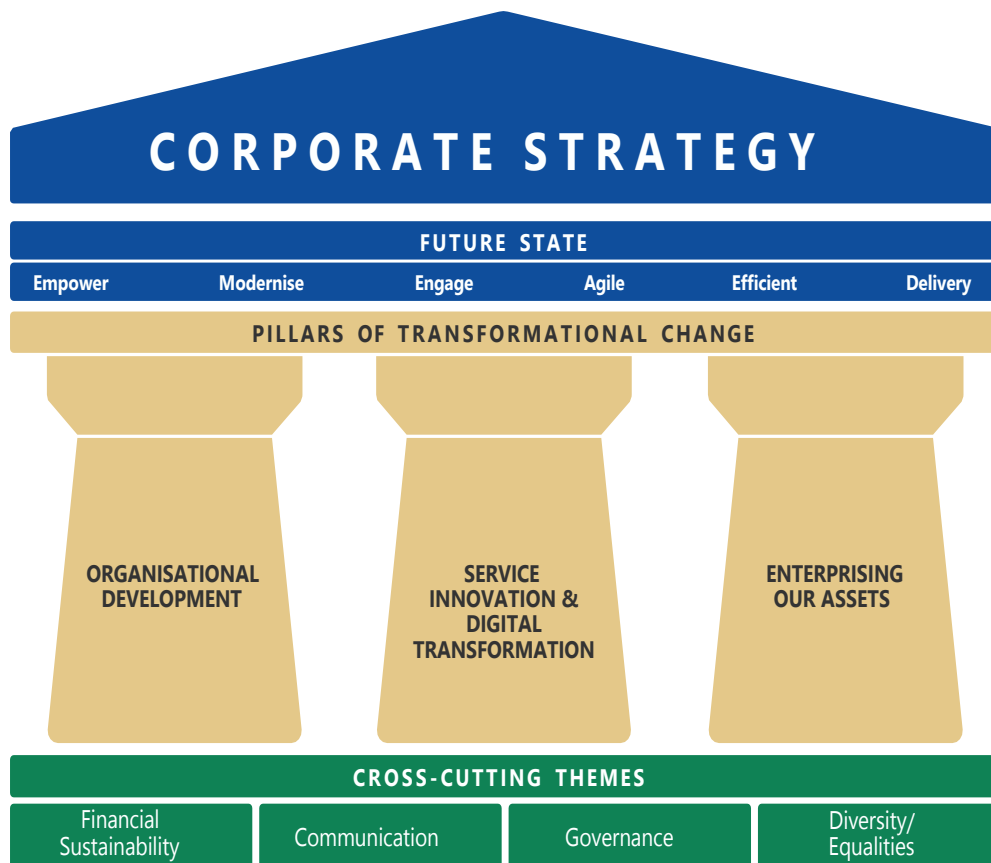 CORPORATE STRATEGY
FUTURE STATE
Empower Modernise Engage Agile Efficient Delivery
PILLARS OF TRANSFORMATIONAL CHANGE
ORGANISATIONAL
DEVELOPMENT
SERVICE
INNOVATION &
DIGITAL
TRANSFORMATION
ENTERPRISING
OUR ASSETS
CROSS-CUTTING THEMES
Financial
Sustainability
Communication
Governance
Diversity/
Equalities